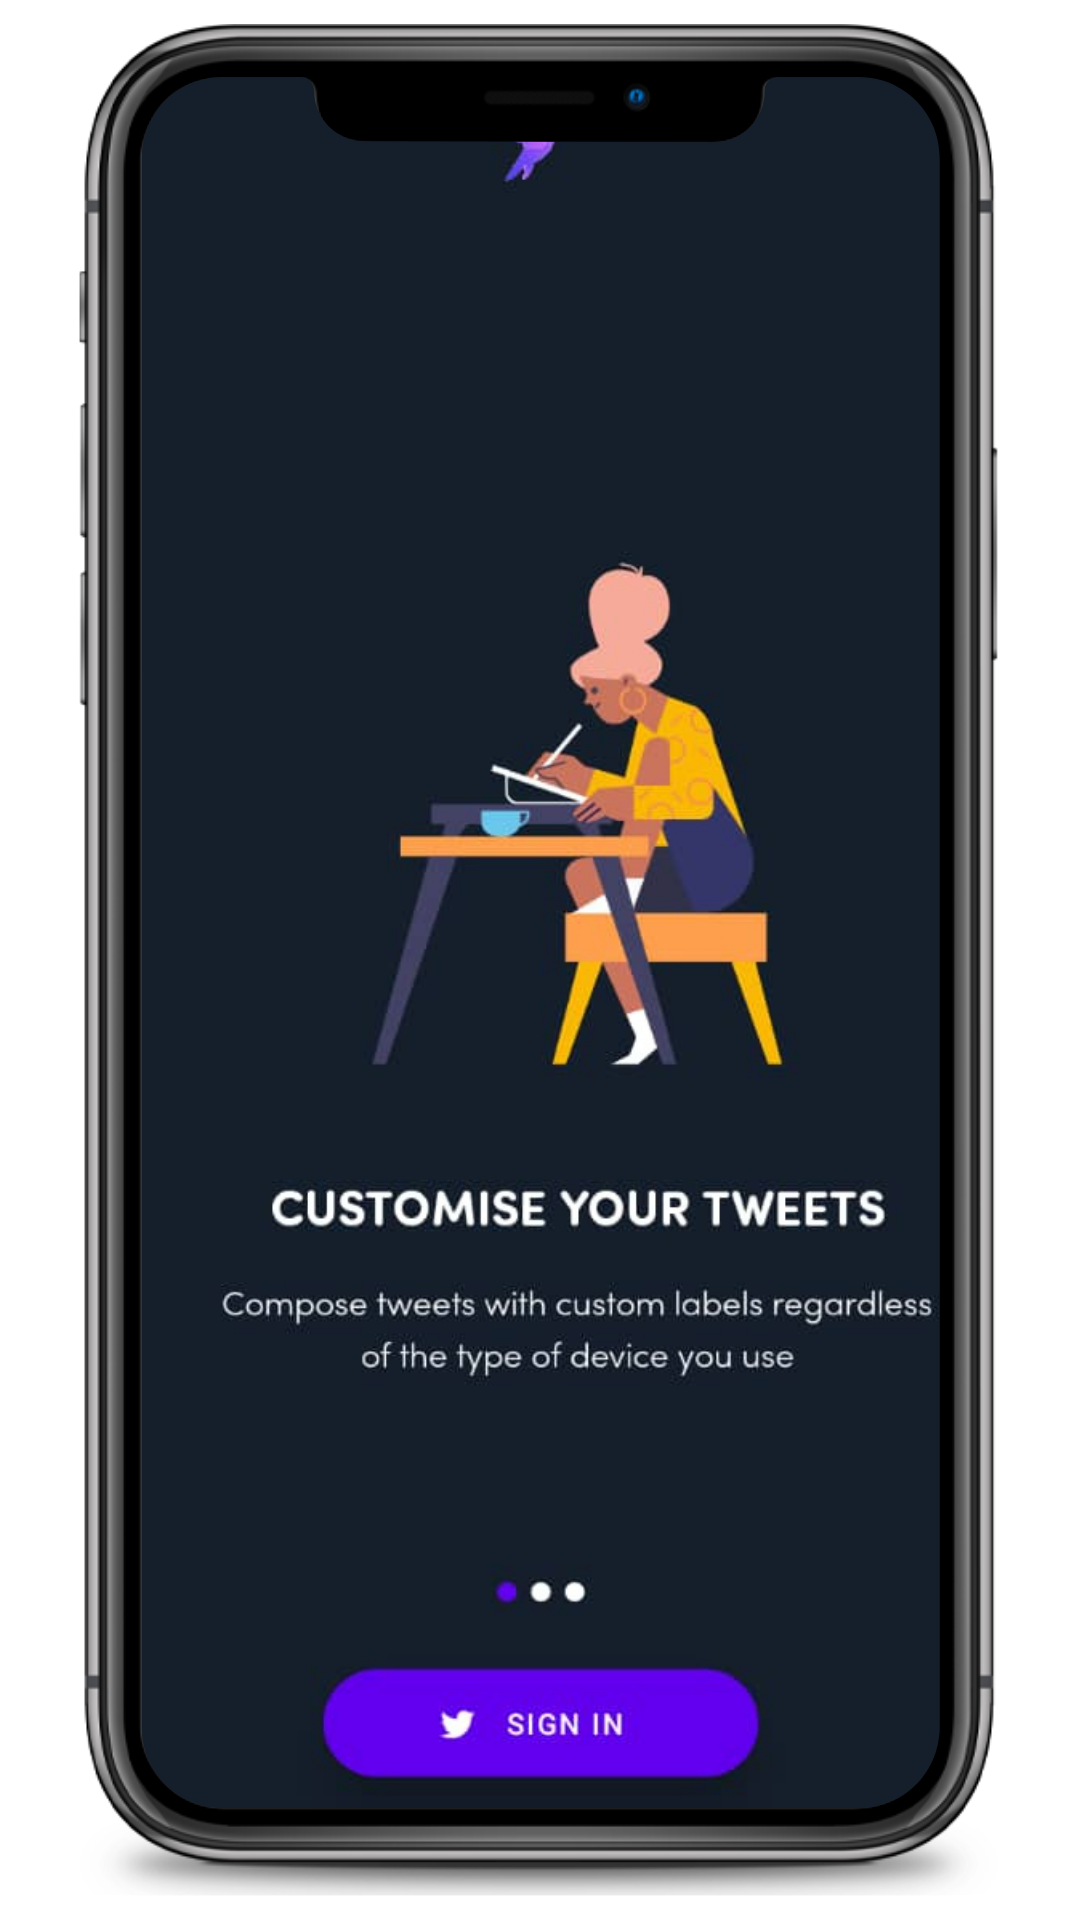 CUSTOMISE YOUR TWEETS
Compose tweets with custom labels regardless
of the type of device you use
SIGN IN